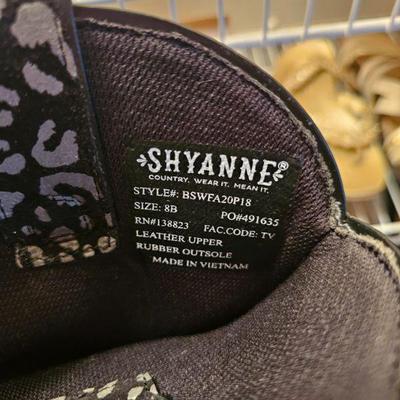 SHYANNE®
COUNTRY. WEAR IT. MEAN IT.
STYLE#: BSWFA20P18
SIZE: 8B PO#491635
RN#138823 FAC.CODE: TV
LEATHER UPPER
RUBBER OUTSOLE
MADE IN VIETNAM